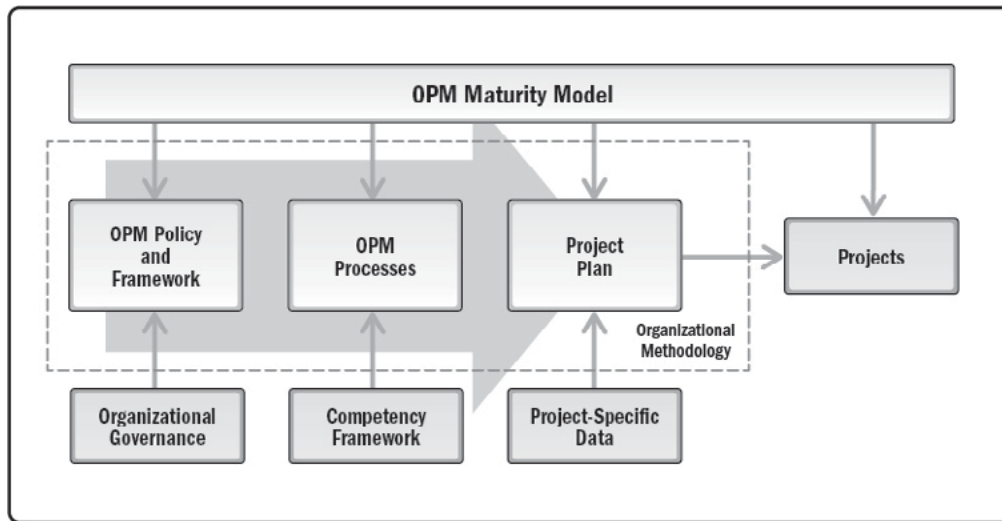 OPM Maturity Model
OPM Policy
and
Framework
OPM
Processes
Project
Plan
Projects
Organizational
Methodology
Organizational
Governance
Competency
Framework
Project-Specific
Data